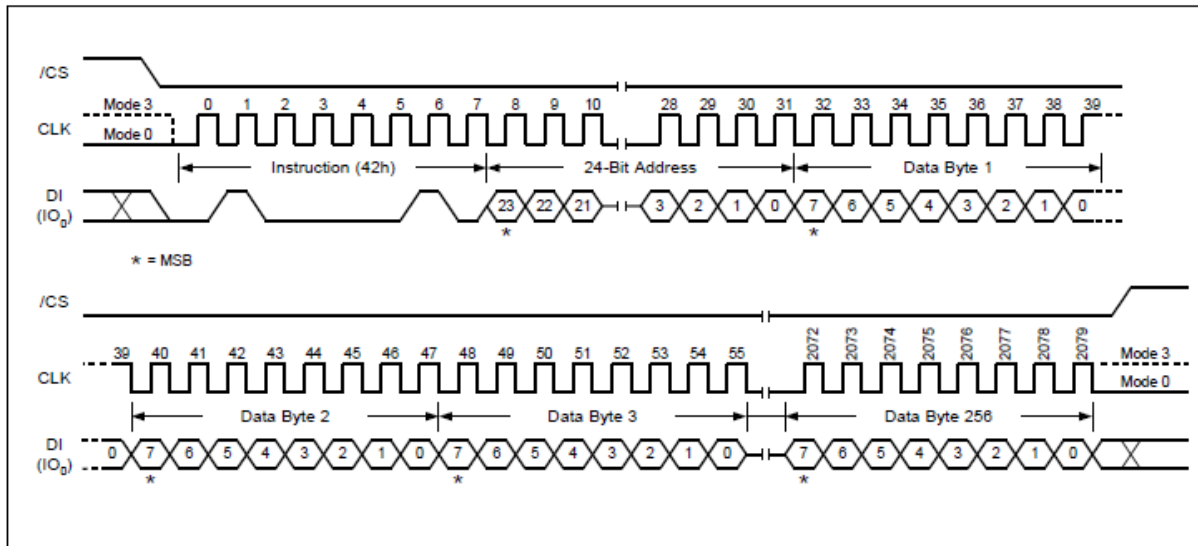 /CS
Mode 3 0 1 2 3 4 5 6 7 8 9 10 28 29 30 31 32 33 34 35 36 37 38 39
CLK Mode 0
Instruction (42h) 24-Bit Address Data Byte 1
DI
(IO0) 23 22 21 3 2 1 0 7 6 5 4 3 2 1 0
* *
* = MSB
/CS
39 40 41 42 43 44 45 46 47 48 49 50 51 52 53 54 55 2072 2073 2074 2075 2076 2077 2078 2079 Mode 3
CLK Mode 0
Data Byte 2 Data Byte 3 Data Byte 256
DI
(IO0) 0 7 6 5 4 3 2 1 0 7 6 5 4 3 2 1 0 7 6 5 4 3 2 1 0
* * *